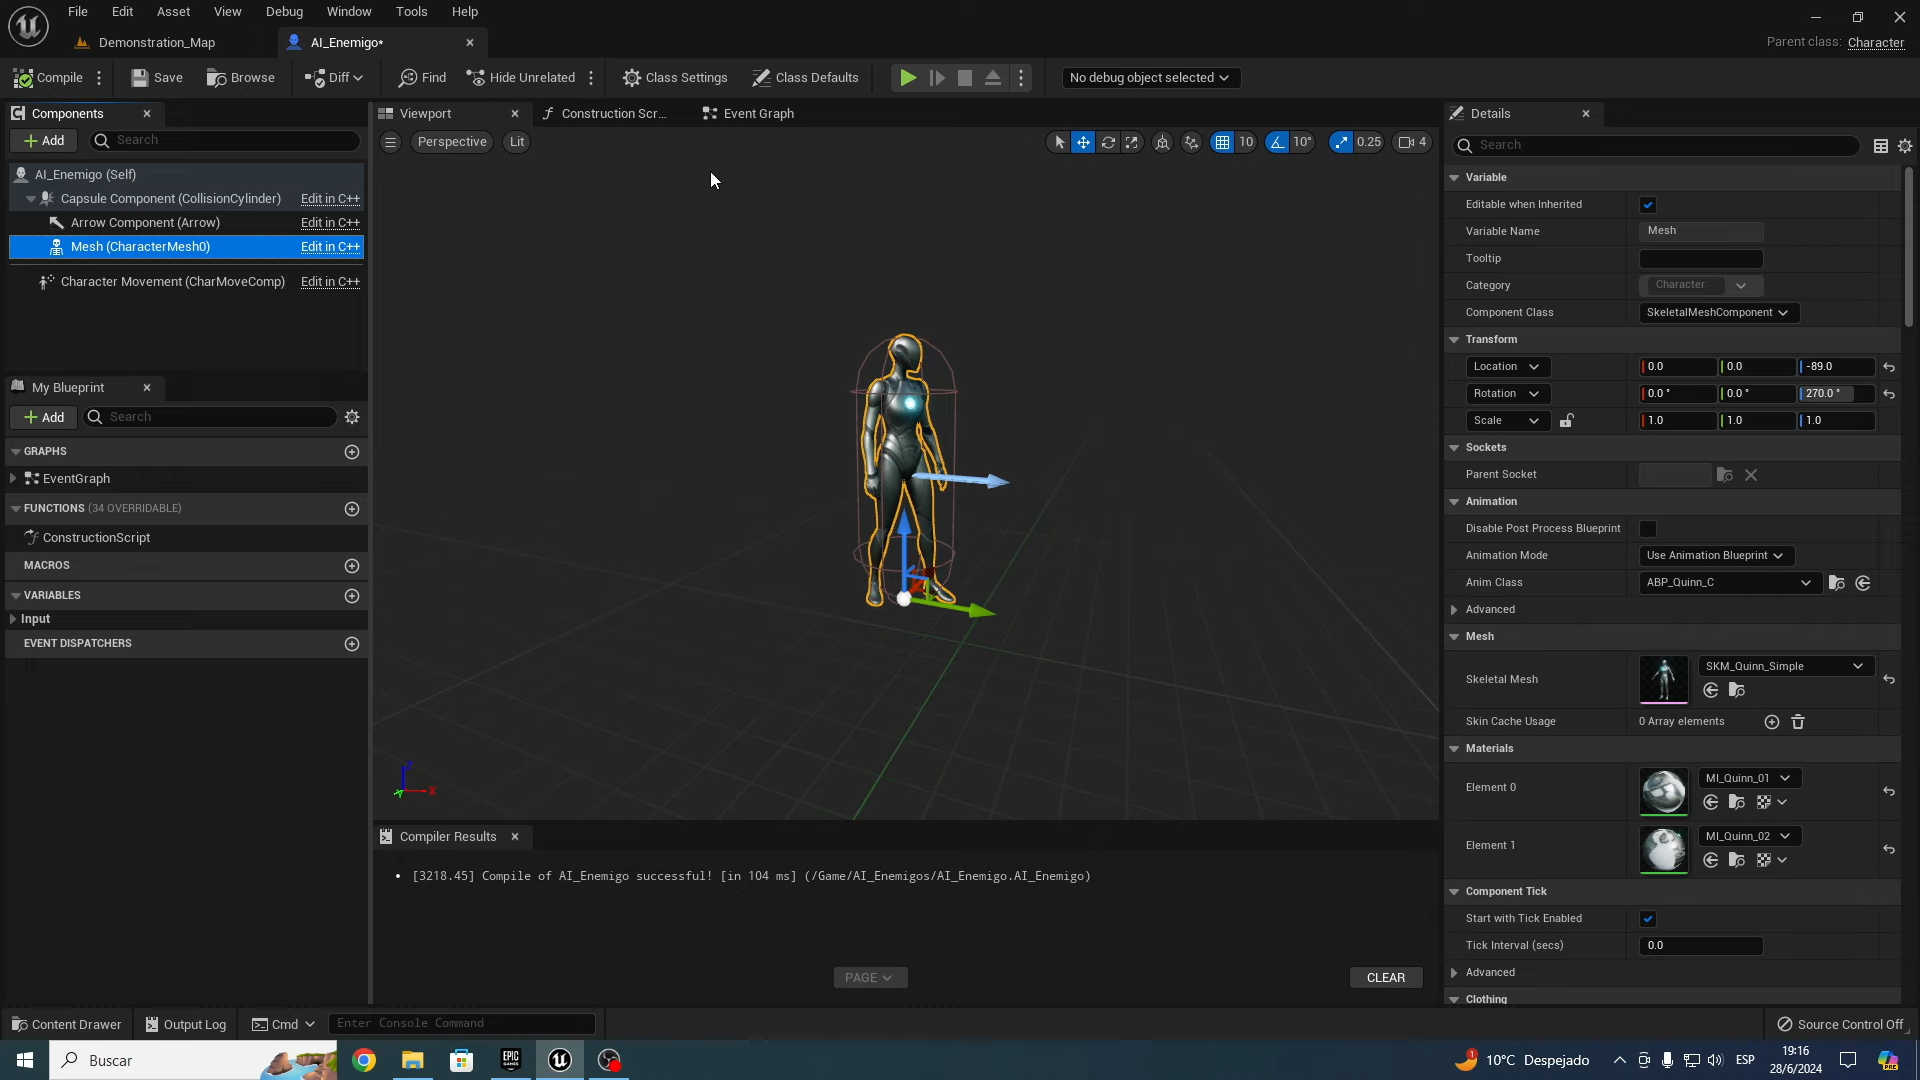 File Edit Asset View Debug Window Tools Help
Demonstration_Map
AI_Enemigo*
Parent class: Character
Compile
Save
Browse
Diff
Find
Hide Unrelated
Class Settings
Class Defaults
No debug object selected
Components
Add
Search
AI_Enemigo (Self)
Capsule Component (CollisionCylinder) Edit in C++
Arrow Component (Arrow) Edit in C++
Mesh (CharacterMesh0) Edit in C++
Character Movement (CharMoveComp) Edit in C++
My Blueprint
Add
Search
GRAPHS
EventGraph
FUNCTIONS (34 OVERRIDABLE)
ConstructionScript
MACROS
VARIABLES
Input
EVENT DISPATCHERS
Viewport
Construction Scr...
Event Graph
Perspective
Lit
10
10°
0.25
4
Z
X
Y
Compiler Results
[3218.45] Compile of AI_Enemigo successful! [in 104 ms] (/Game/AI_Enemigos/AI_Enemigo.AI_Enemigo)
PAGE
CLEAR
Details
Search
Variable
Editable when Inherited
Variable Name Mesh
Tooltip
Category Character
Component Class SkeletalMeshComponent
Transform
Location 0.0 0.0 -89.0
Rotation 0.0 ° 0.0 ° 270.0 °
Scale 1.0 1.0 1.0
Sockets
Parent Socket
Animation
Disable Post Process Blueprint
Animation Mode Use Animation Blueprint
Anim Class ABP_Quinn_C
Advanced
Mesh
Skeletal Mesh SKM_Quinn_Simple
Skin Cache Usage 0 Array elements
Materials
Element 0 MI_Quinn_01
Element 1 MI_Quinn_02
Component Tick
Start with Tick Enabled
Tick Interval (secs) 0.0
Advanced
Clothing
Content Drawer
Output Log
Cmd
Enter Console Command
Source Control Off
Buscar
EPIC GAMES
1
10°C Despejado
ESP
19:16
28/6/2024
PRE